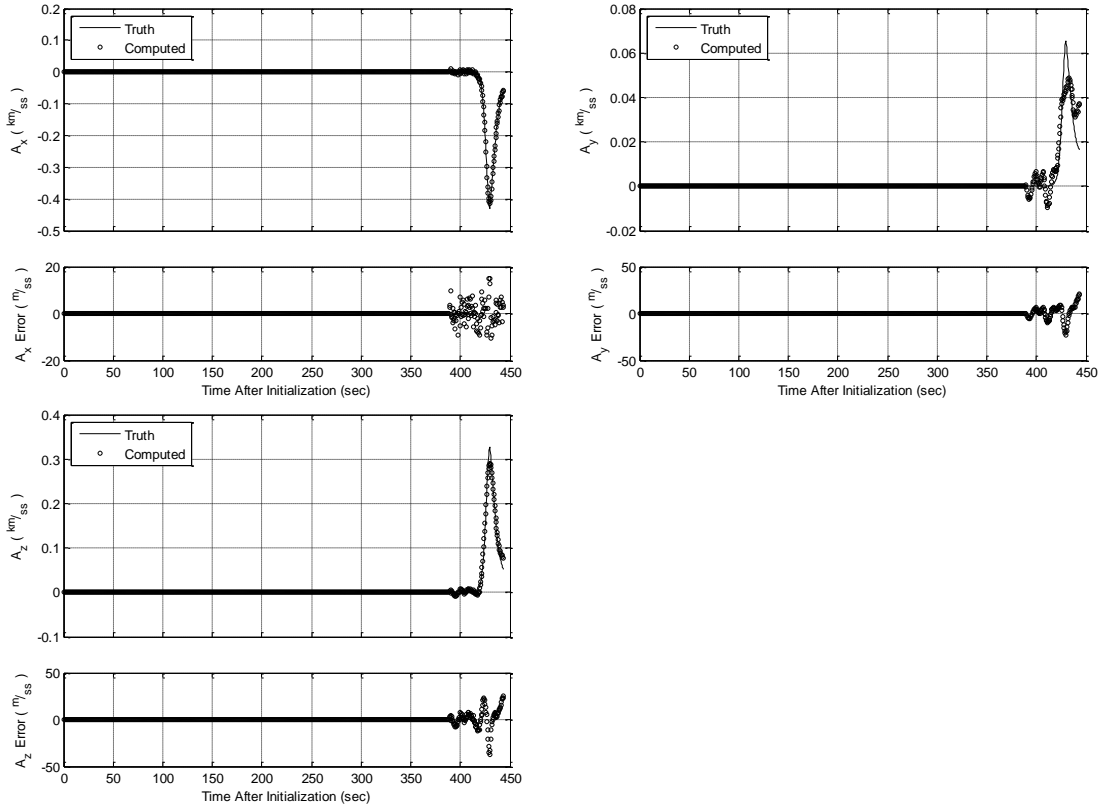 0.2
0.1
0
-0.1
-0.2
-0.3
-0.4
-0.5
A_x ( km/ss )
Truth
Computed
20
0
-20
A_x Error ( m/ss )
0 50 100 150 200 250 300 350 400 450
Time After Initialization (sec)
0.08
0.06
0.04
0.02
0
-0.02
A_y ( km/ss )
Truth
Computed
50
0
-50
A_y Error ( m/ss )
0 50 100 150 200 250 300 350 400 450
Time After Initialization (sec)
0.4
0.3
0.2
0.1
0
-0.1
A_z ( km/ss )
Truth
Computed
50
0
-50
A_z Error ( m/ss )
0 50 100 150 200 250 300 350 400 450
Time After Initialization (sec)